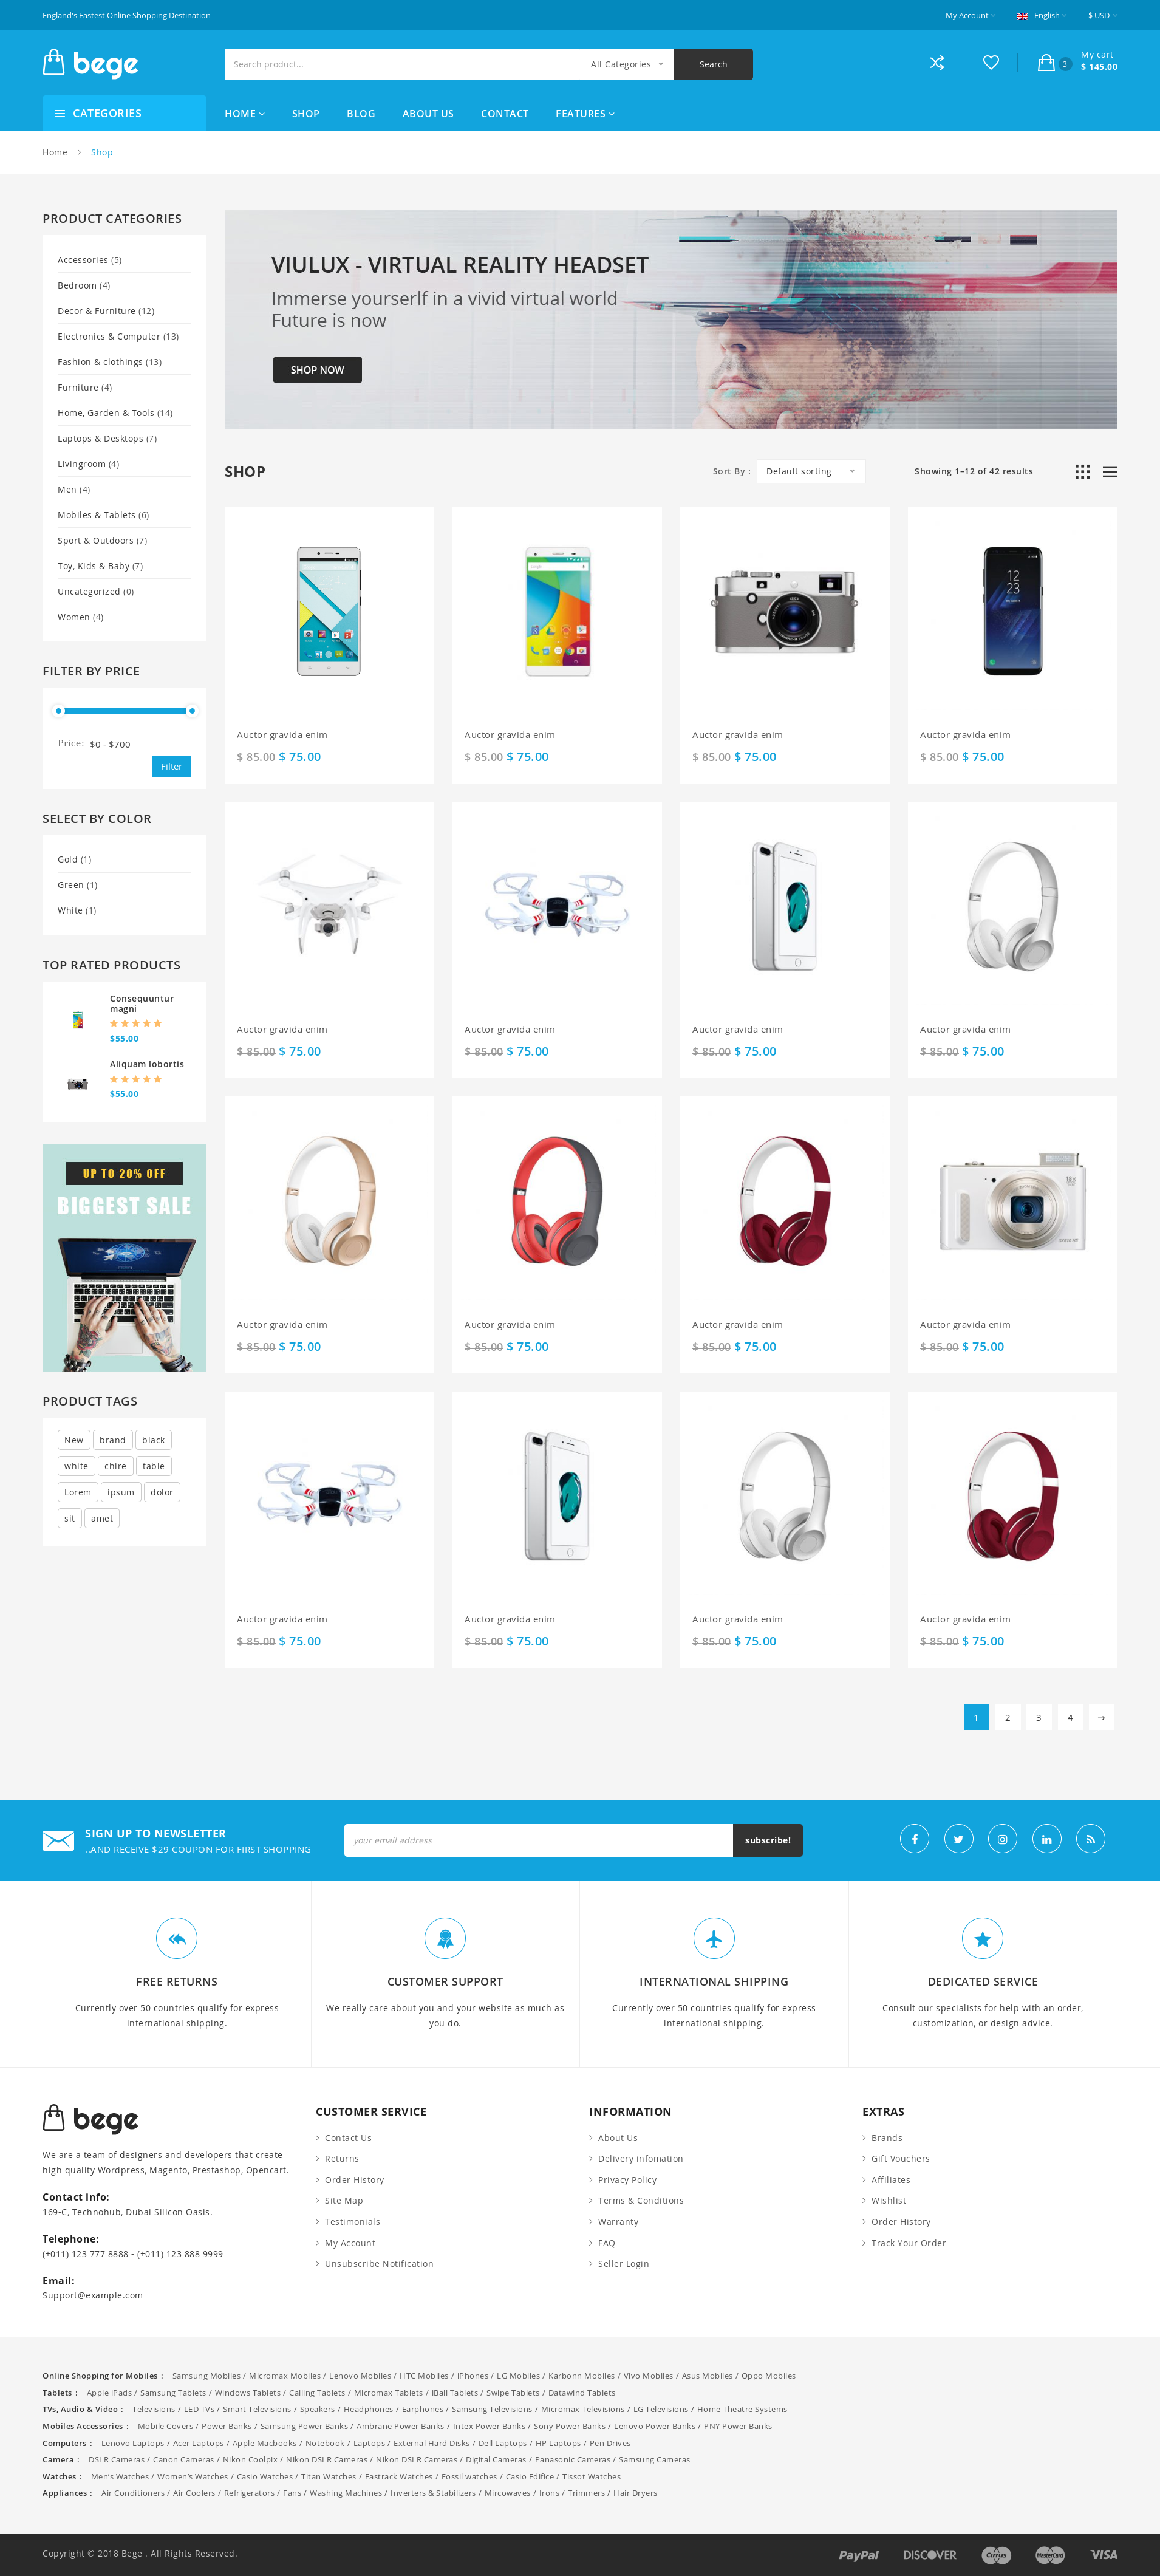 England's Fastest Online Shopping Destination
My Account
English
$ USD
bege
Search product...
All Categories
Search
3
My cart
$ 145.00
CATEGORIES
HOME
SHOP
BLOG
ABOUT US
CONTACT
FEATURES
Home > Shop
PRODUCT CATEGORIES
Accessories (5)
Bedroom (4)
Decor & Furniture (12)
Electronics & Computer (13)
Fashion & clothings (13)
Furniture (4)
Home, Garden & Tools (14)
Laptops & Desktops (7)
Livingroom (4)
Men (4)
Mobiles & Tablets (6)
Sport & Outdoors (7)
Toy, Kids & Baby (7)
Uncategorized (0)
Women (4)
FILTER BY PRICE
Price: $0 - $700
Filter
SELECT BY COLOR
Gold (1)
Green (1)
White (1)
TOP RATED PRODUCTS
Consequuntur
magni
$55.00
Aliquam lobortis
$55.00
UP TO 20% OFF
BIGGEST SALE
PRODUCT TAGS
New brand black
white chire table
Lorem ipsum dolor
sit amet
VIULUX - VIRTUAL REALITY HEADSET
Immerse yourserlf in a vivid virtual world
Future is now
SHOP NOW
SHOP
Sort By : Default sorting
Showing 1–12 of 42 results
12
23
Auctor gravida enim
$ 85.00 $ 75.00
Auctor gravida enim
$ 85.00 $ 75.00
Auctor gravida enim
$ 85.00 $ 75.00
Auctor gravida enim
$ 85.00 $ 75.00
Auctor gravida enim
$ 85.00 $ 75.00
Auctor gravida enim
$ 85.00 $ 75.00
Auctor gravida enim
$ 85.00 $ 75.00
Auctor gravida enim
$ 85.00 $ 75.00
Auctor gravida enim
$ 85.00 $ 75.00
Auctor gravida enim
$ 85.00 $ 75.00
Auctor gravida enim
$ 85.00 $ 75.00
Auctor gravida enim
$ 85.00 $ 75.00
Auctor gravida enim
$ 85.00 $ 75.00
Auctor gravida enim
$ 85.00 $ 75.00
Auctor gravida enim
$ 85.00 $ 75.00
Auctor gravida enim
$ 85.00 $ 75.00
1 2 3 4 →
SIGN UP TO NEWSLETTER
..AND RECEIVE $29 COUPON FOR FIRST SHOPPING
your email address
subscribe!
FREE RETURNS
Currently over 50 countries qualify for express
international shipping.
CUSTOMER SUPPORT
We really care about you and your website as much as
you do.
INTERNATIONAL SHIPPING
Currently over 50 countries qualify for express
international shipping.
DEDICATED SERVICE
Consult our specialists for help with an order,
customization, or design advice.
bege
We are a team of designers and developers that create
high quality Wordpress, Magento, Prestashop, Opencart.
Contact info:
169-C, Technohub, Dubai Silicon Oasis.
Telephone:
(+011) 123 777 8888 - (+011) 123 888 9999
Email:
Support@example.com
CUSTOMER SERVICE
Contact Us
Returns
Order History
Site Map
Testimonials
My Account
Unsubscribe Notification
INFORMATION
About Us
Delivery infomation
Privacy Policy
Terms & Conditions
Warranty
FAQ
Seller Login
EXTRAS
Brands
Gift Vouchers
Affiliates
Wishlist
Order History
Track Your Order
Online Shopping for Mobiles : Samsung Mobiles / Micromax Mobiles / Lenovo Mobiles / HTC Mobiles / iPhones / LG Mobiles / Karbonn Mobiles / Vivo Mobiles / Asus Mobiles / Oppo Mobiles
Tablets : Apple iPads / Samsung Tablets / Windows Tablets / Calling Tablets / Micromax Tablets / iBall Tablets / Swipe Tablets / Datawind Tablets
TVs, Audio & Video : Televisions / LED TVs / Smart Televisions / Speakers / Headphones / Earphones / Samsung Televisions / Micromax Televisions / LG Televisions / Home Theatre Systems
Mobiles Accessories : Mobile Covers / Power Banks / Samsung Power Banks / Ambrane Power Banks / Intex Power Banks / Sony Power Banks / Lenovo Power Banks / PNY Power Banks
Computers : Lenovo Laptops / Acer Laptops / Apple Macbooks / Notebook / Laptops / External Hard Disks / Dell Laptops / HP Laptops / Pen Drives
Camera : DSLR Cameras / Canon Cameras / Nikon Coolpix / Nikon DSLR Cameras / Nikon DSLR Cameras / Digital Cameras / Panasonic Cameras / Samsung Cameras
Watches : Men's Watches / Women's Watches / Casio Watches / Titan Watches / Fastrack Watches / Fossil watches / Casio Edifice / Tissot Watches
Appliances : Air Conditioners / Air Coolers / Refrigerators / Fans / Washing Machines / Inverters & Stabilizers / Mircowaves / Irons / Trimmers / Hair Dryers
Copyright © 2018 Bege . All Rights Reserved.
PayPal DISCOVER Cirrus MasterCard VISA